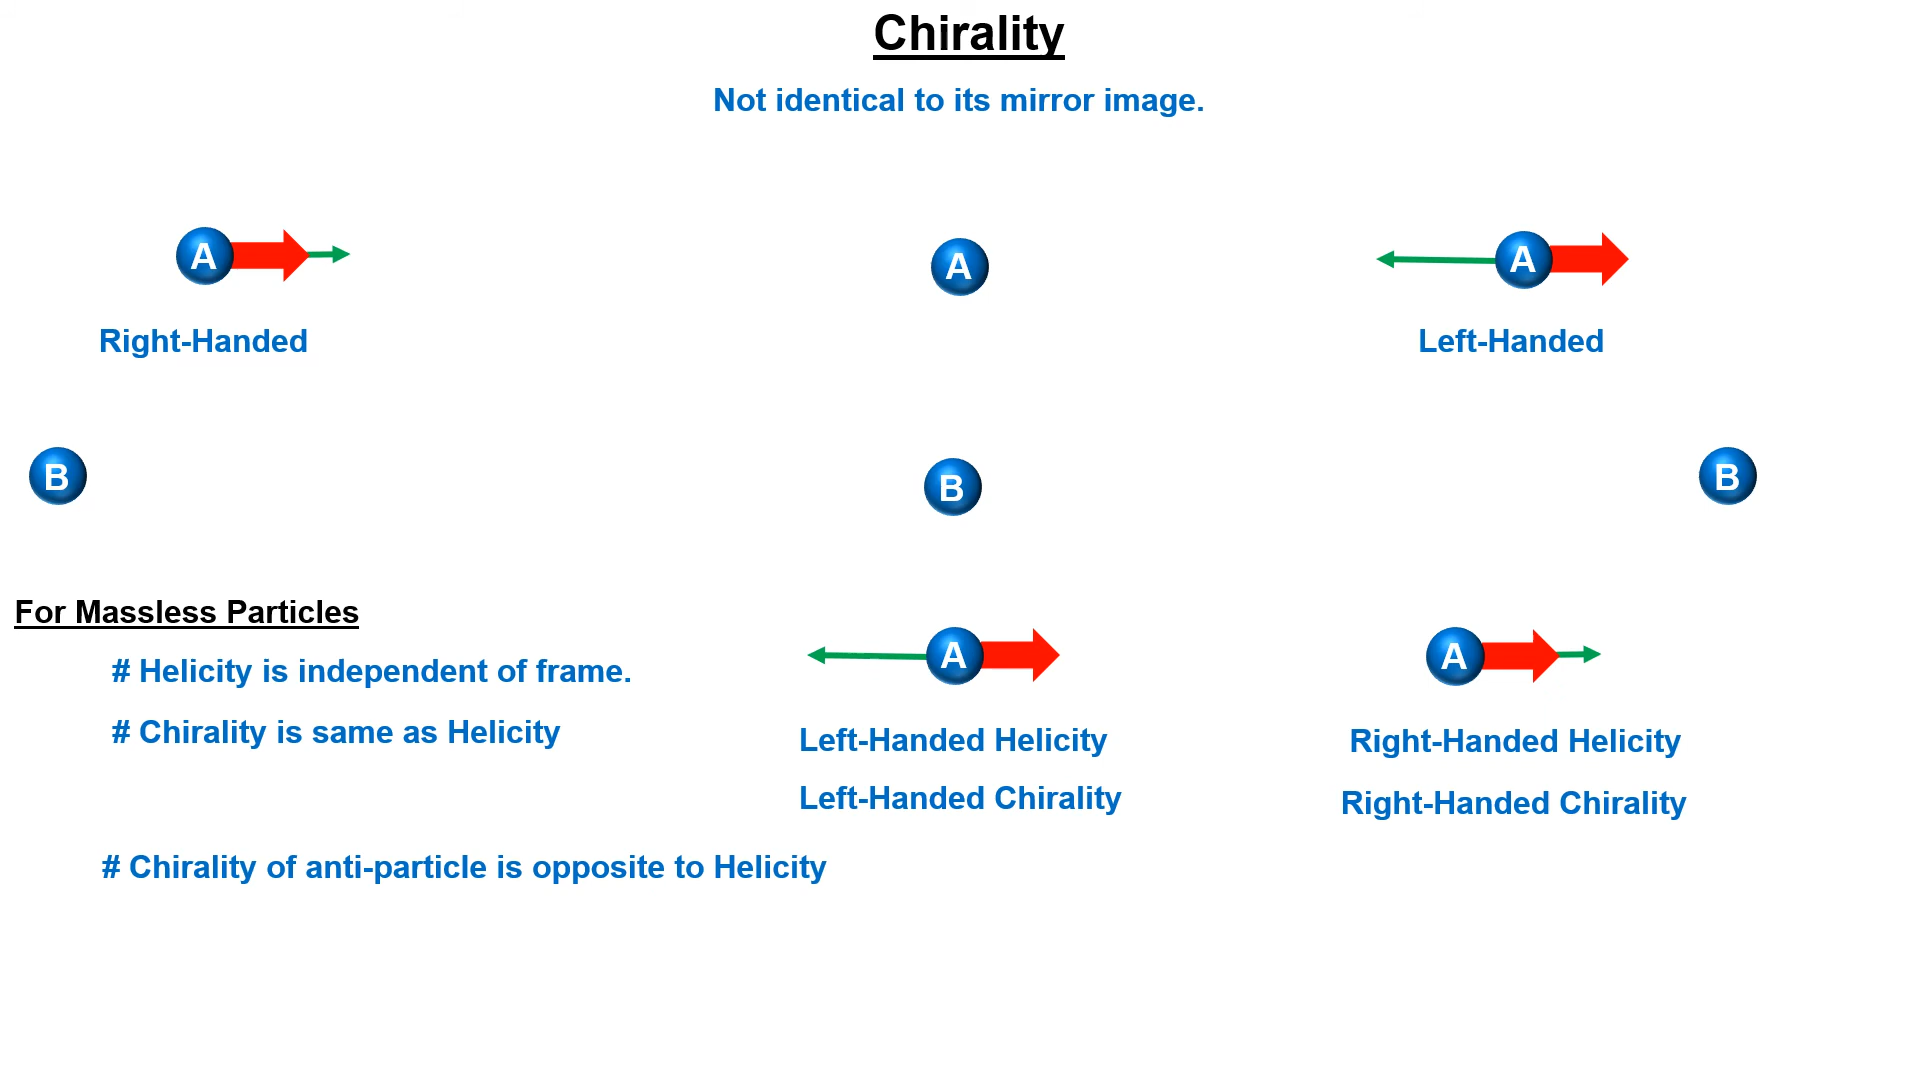 Chirality
Not identical to its mirror image.
A
A
A
Right-Handed
Left-Handed
B
B
B
For Massless Particles
# Helicity is independent of frame.
# Chirality is same as Helicity
A
A
Left-Handed Helicity
Right-Handed Helicity
Left-Handed Chirality
Right-Handed Chirality
# Chirality of anti-particle is opposite to Helicity